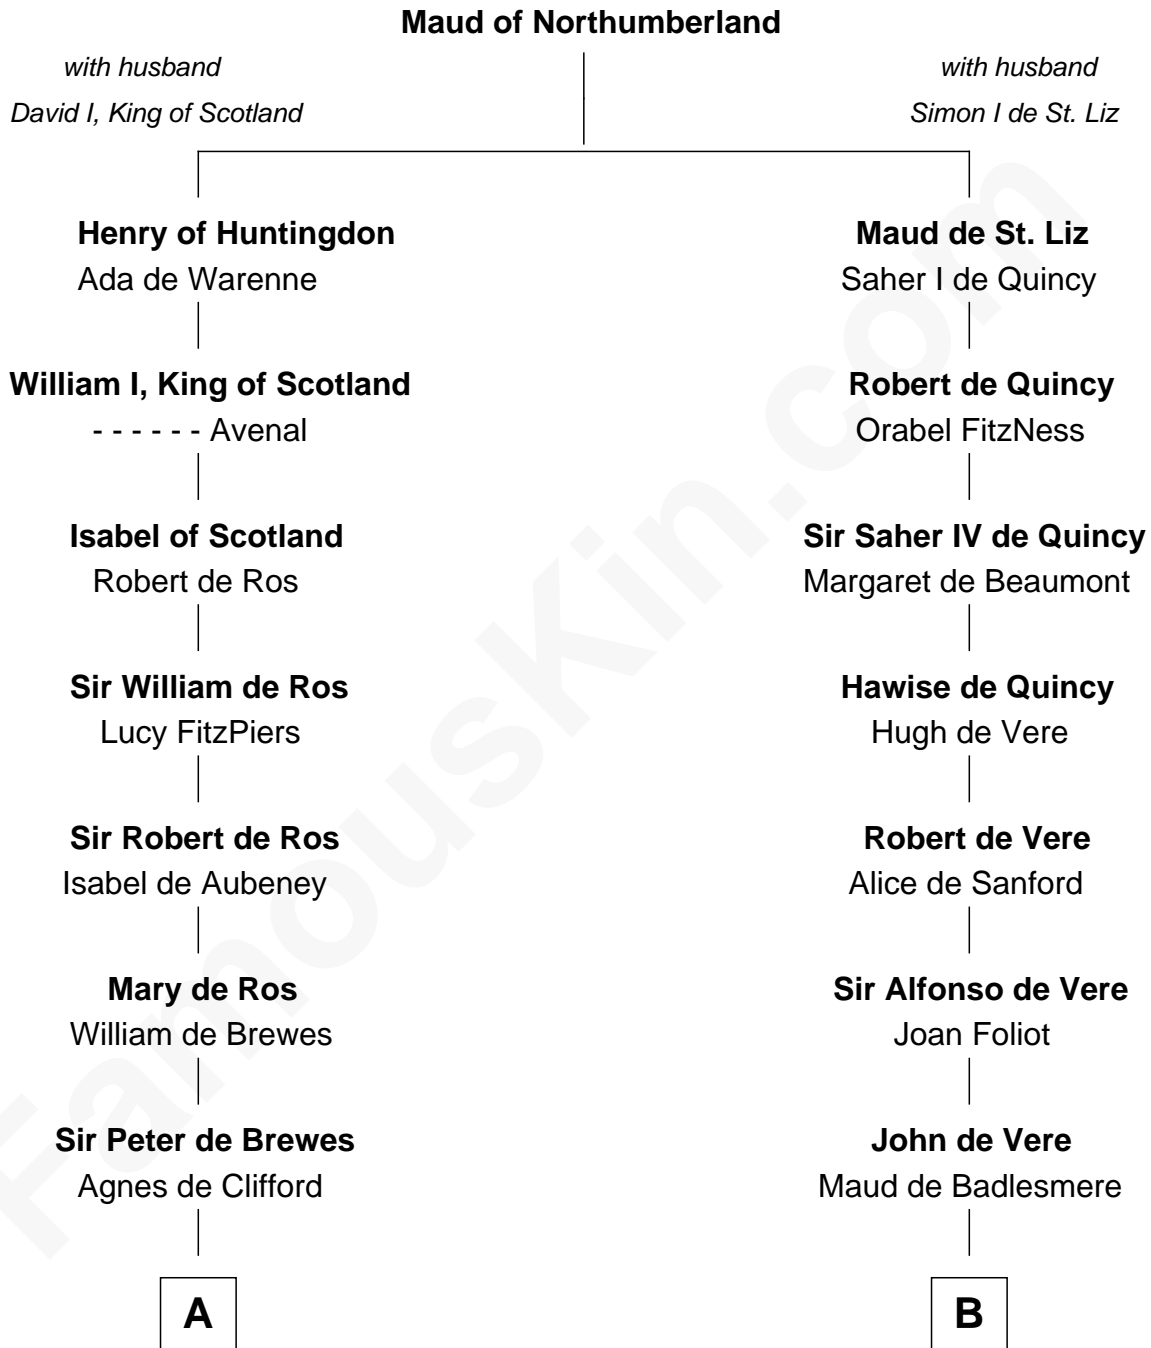 Maud of Northumberland
with husband
David I, King of Scotland
with husband
Simon I de St. Liz
Henry of Huntingdon
Ada de Warenne
William I, King of Scotland
- - - - - - Avenal
Isabel of Scotland
Robert de Ros
Sir William de Ros
Lucy FitzPiers
Sir Robert de Ros
Isabel de Aubeney
Mary de Ros
William de Brewes
Sir Peter de Brewes
Agnes de Clifford
A
Maud de St. Liz
Saher I de Quincy
Robert de Quincy
Orabel FitzNess
Sir Saher IV de Quincy
Margaret de Beaumont
Hawise de Quincy
Hugh de Vere
Robert de Vere
Alice de Sanford
Sir Alfonso de Vere
Joan Foliot
John de Vere
Maud de Badlesmere
B
FamousKin.com